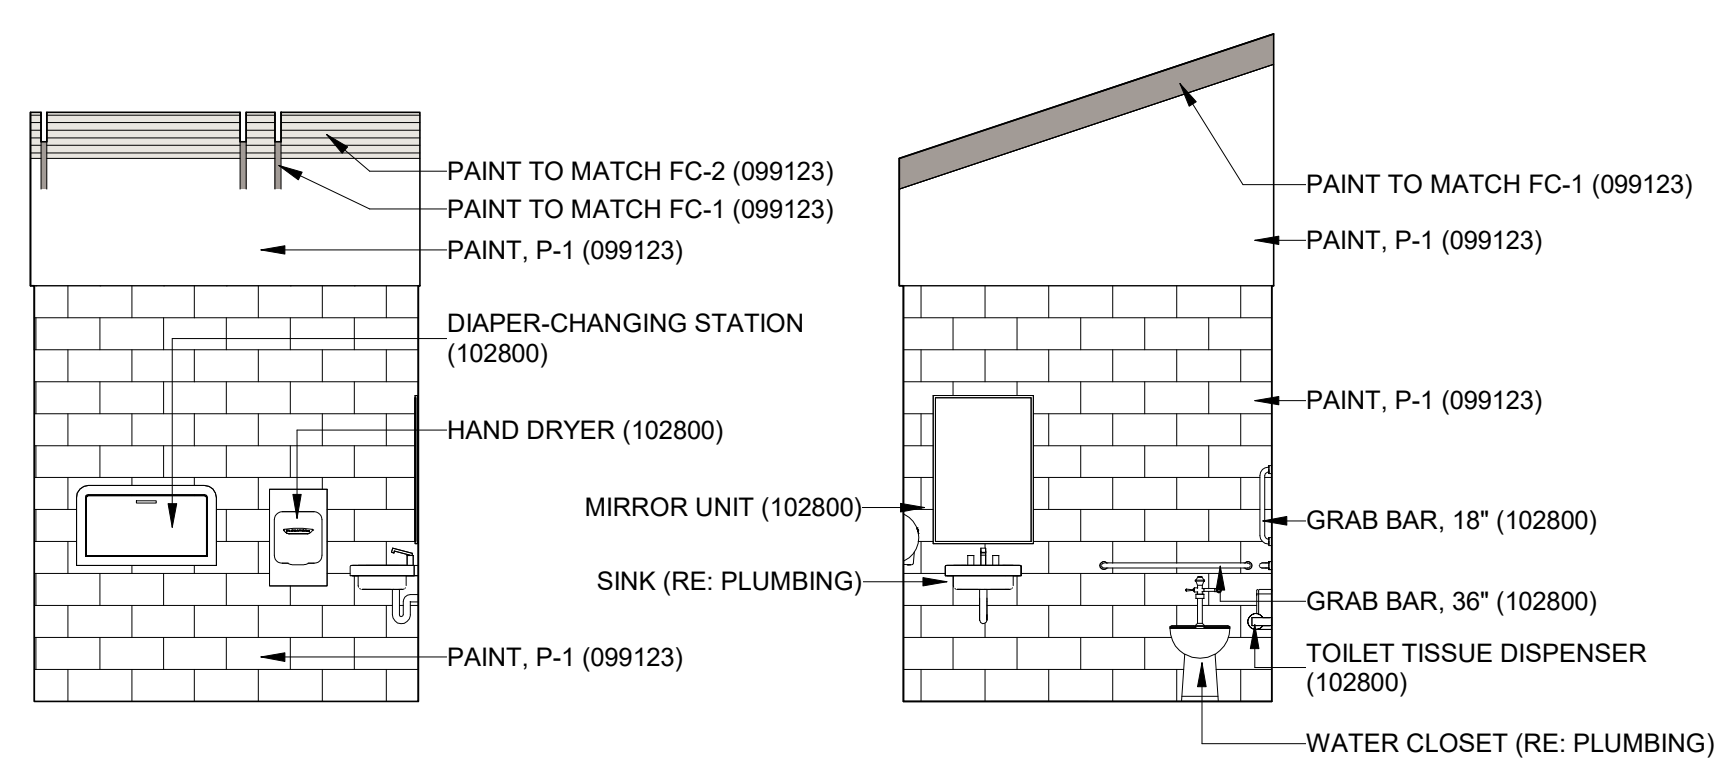 PAINT TO MATCH FC-2 (099123)
PAINT TO MATCH FC-1 (099123)
PAINT, P-1 (099123)
DIAPER-CHANGING STATION
(102800)
HAND DRYER (102800)
PAINT, P-1 (099123)
MIRROR UNIT (102800)
SINK (RE: PLUMBING)
PAINT TO MATCH FC-1 (099123)
PAINT, P-1 (099123)
PAINT, P-1 (099123)
GRAB BAR, 18" (102800)
GRAB BAR, 36" (102800)
TOILET TISSUE DISPENSER
(102800)
WATER CLOSET (RE: PLUMBING)